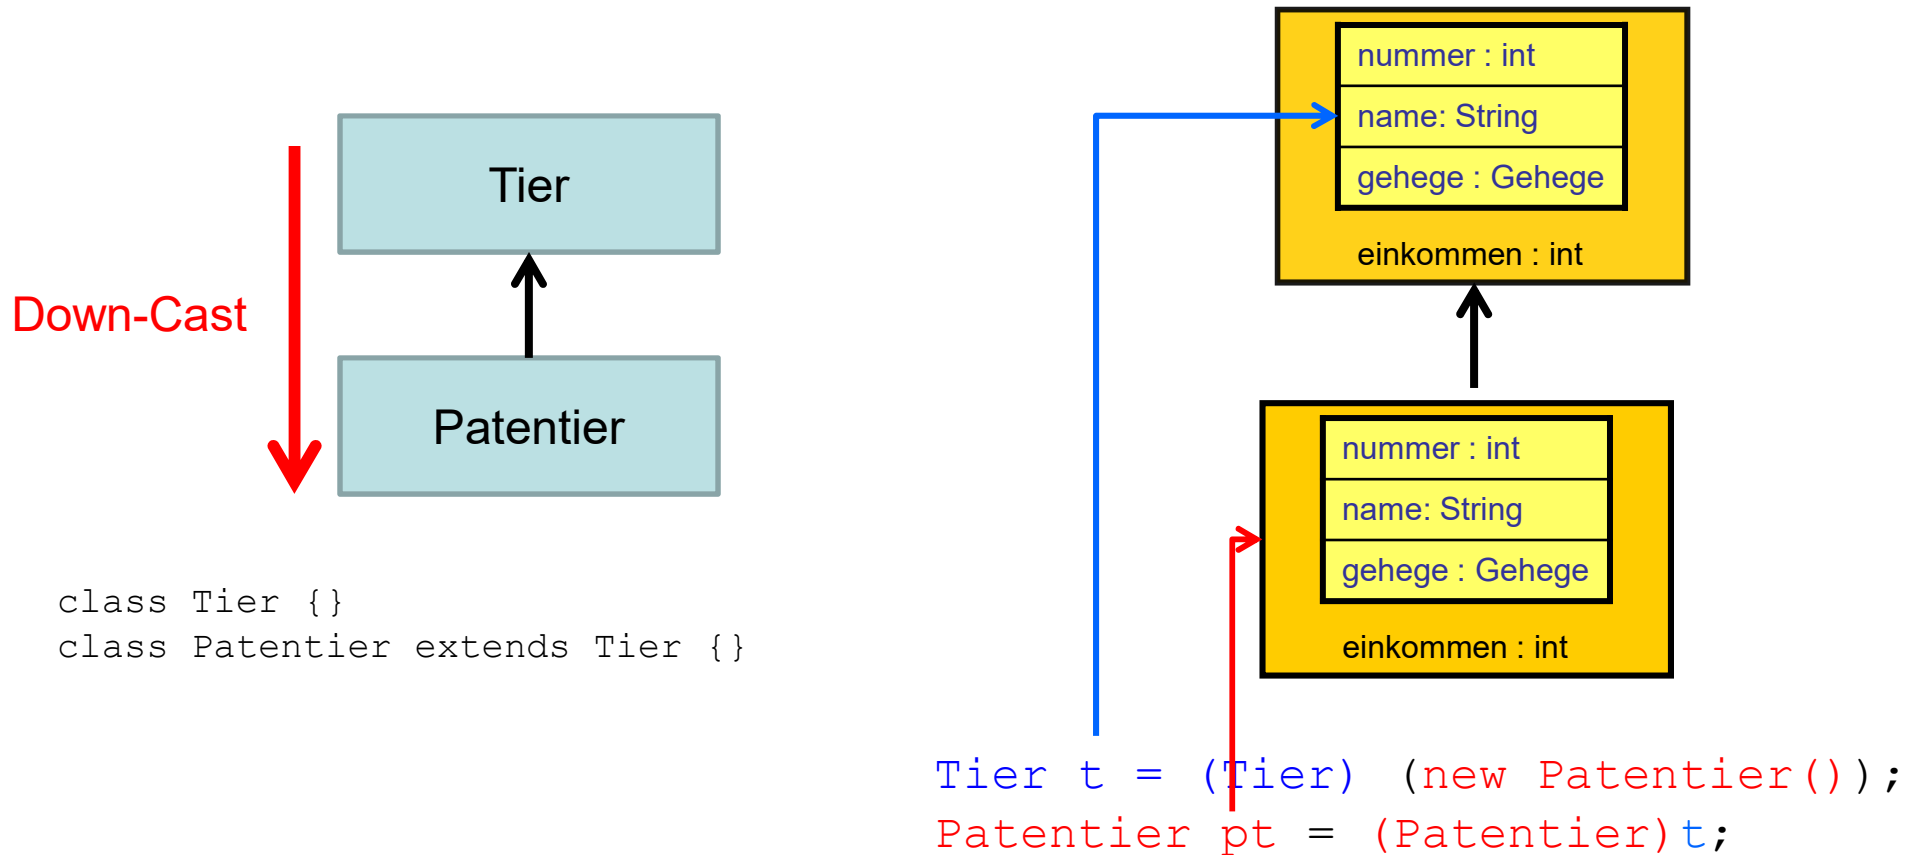 Tier
Down-Cast
Patentier
class Tier {}
class Patentier extends Tier {}
nummer : int
name: String
gehege : Gehege
einkommen : int
nummer : int
name: String
gehege : Gehege
einkommen : int
Tier t = (Tier) (new Patentier());
Patentier pt = (Patentier)t;